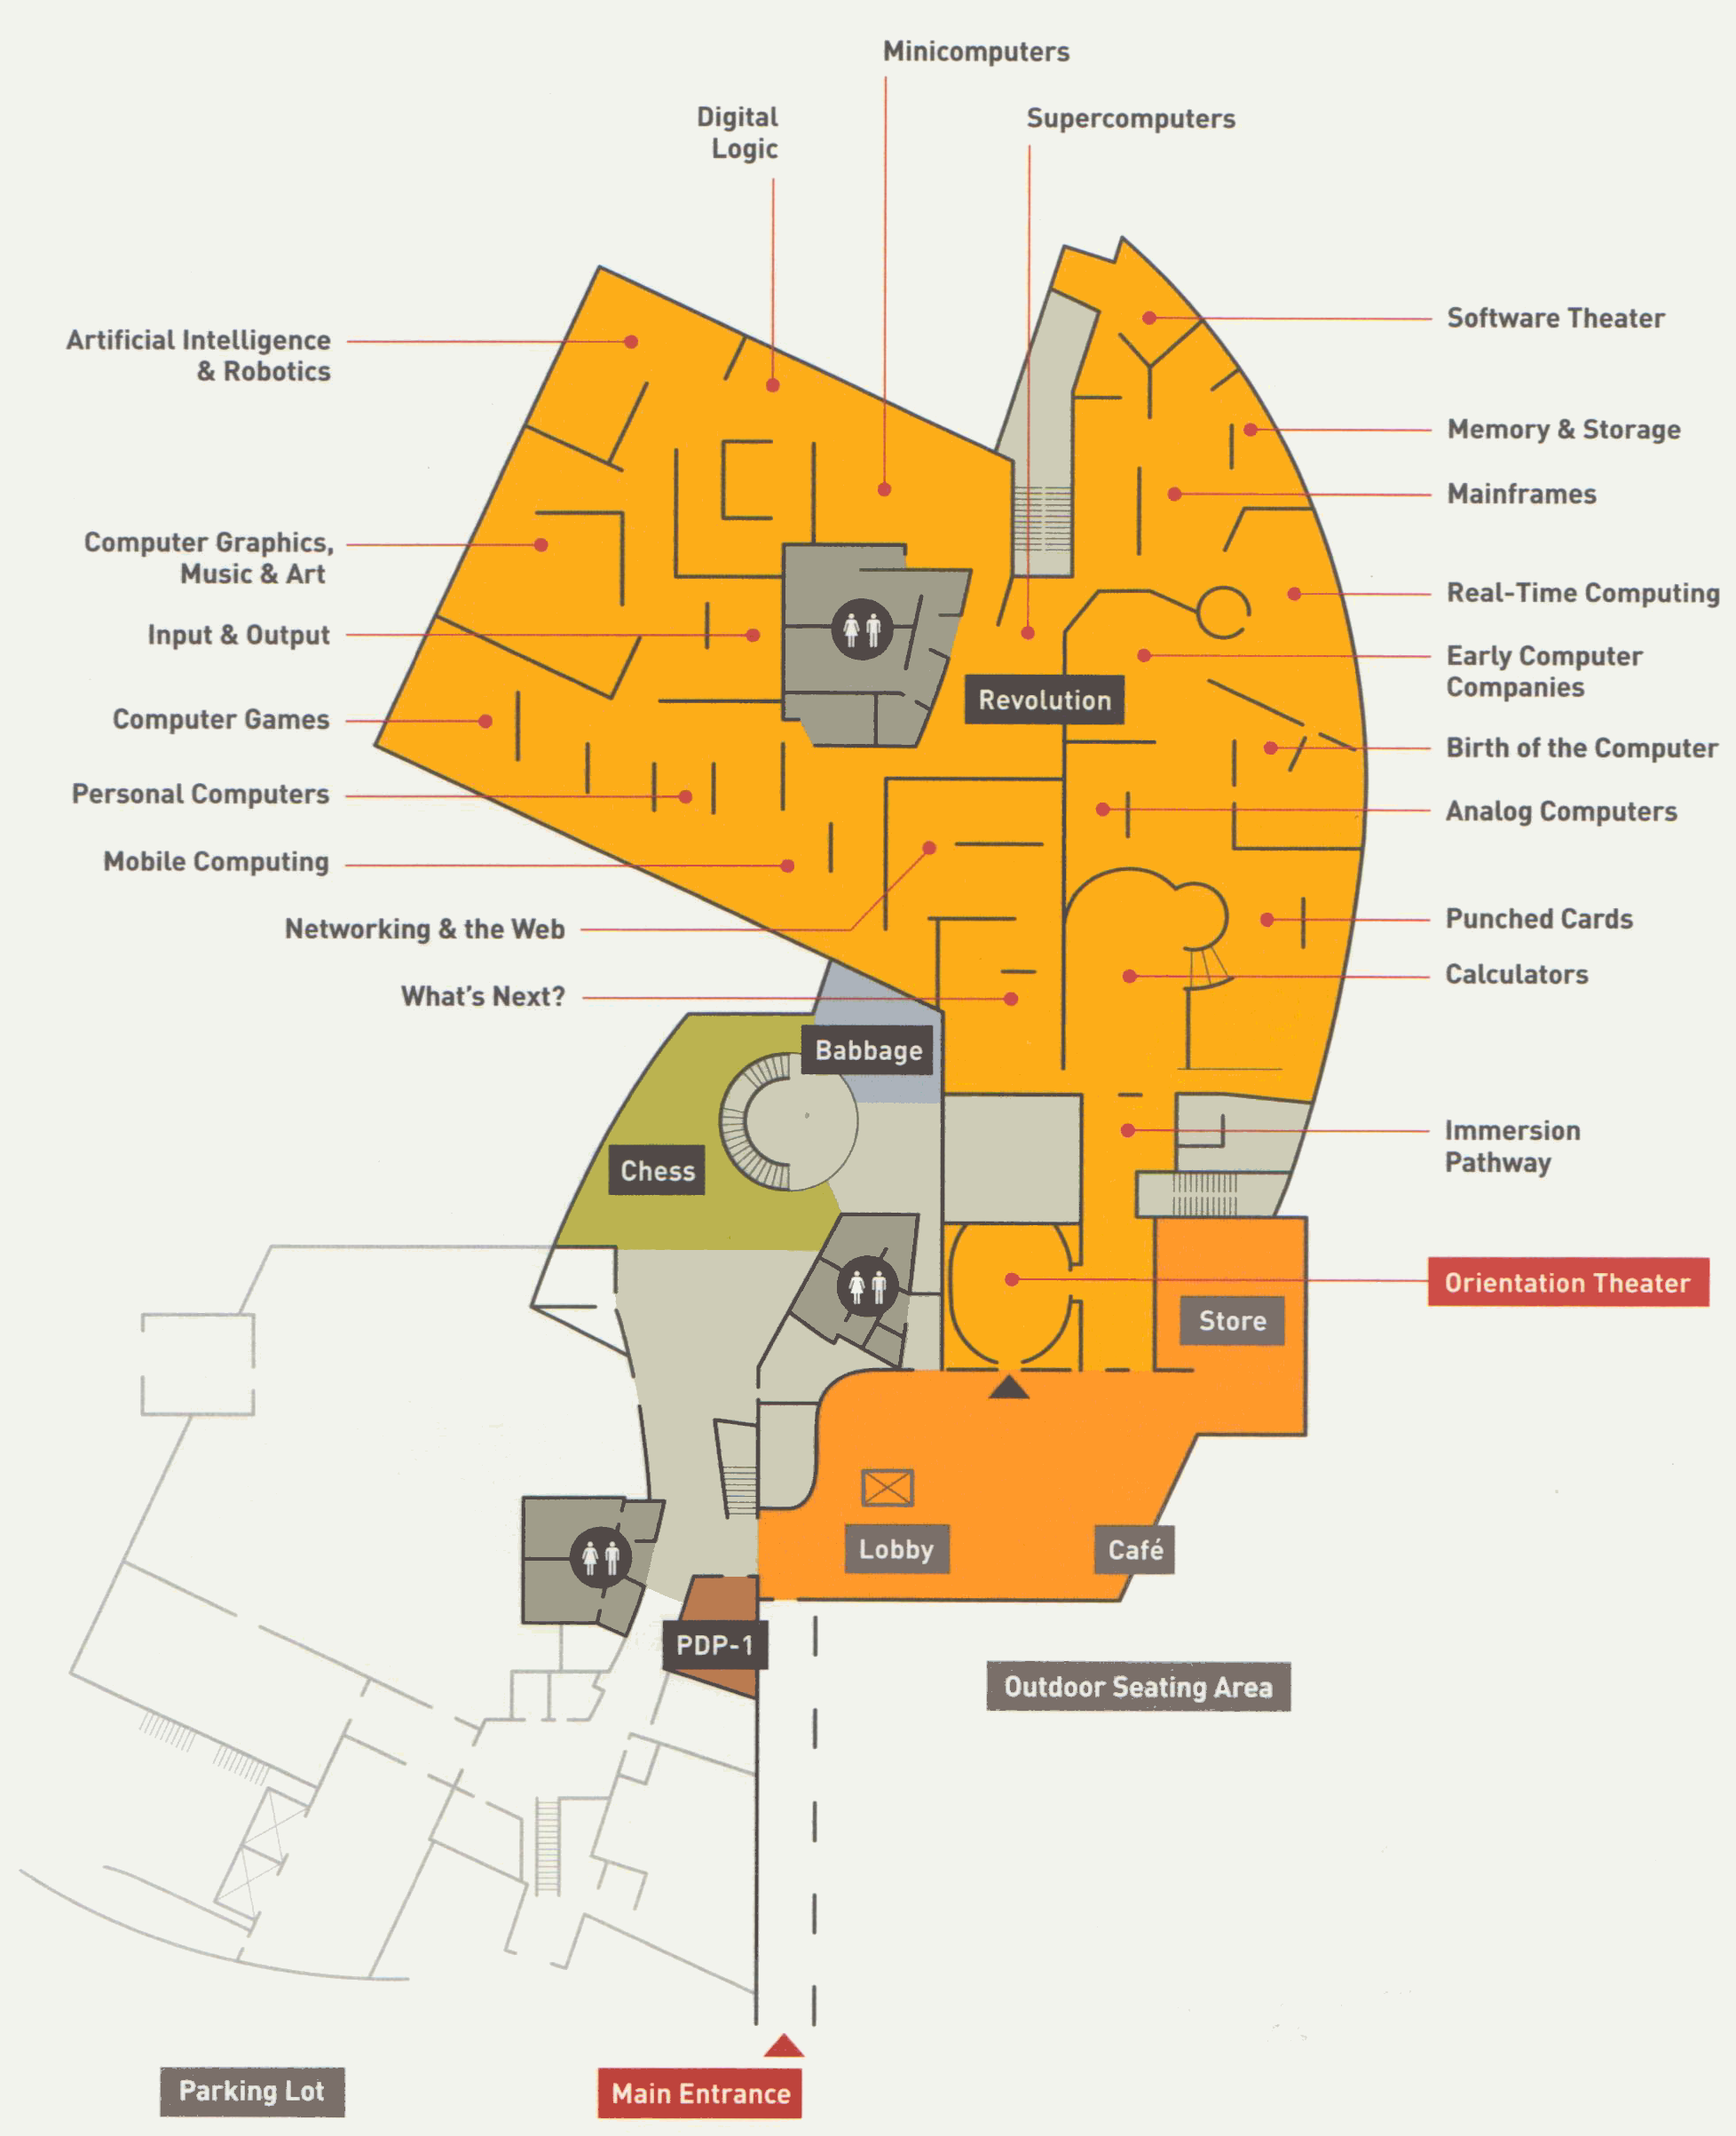 Minicomputers
Digital
Logic
Supercomputers
Artificial Intelligence
& Robotics
Computer Graphics,
Music & Art
Input & Output
Computer Games
Personal Computers
Mobile Computing
Networking & the Web
What's Next?
Software Theater
Memory & Storage
Mainframes
Real-Time Computing
Early Computer
Companies
Birth of the Computer
Analog Computers
Punched Cards
Calculators
Immersion
Pathway
Orientation Theater
Revolution
Babbage
Chess
Store
Lobby
Café
PDP-1
Outdoor Seating Area
Parking Lot
Main Entrance